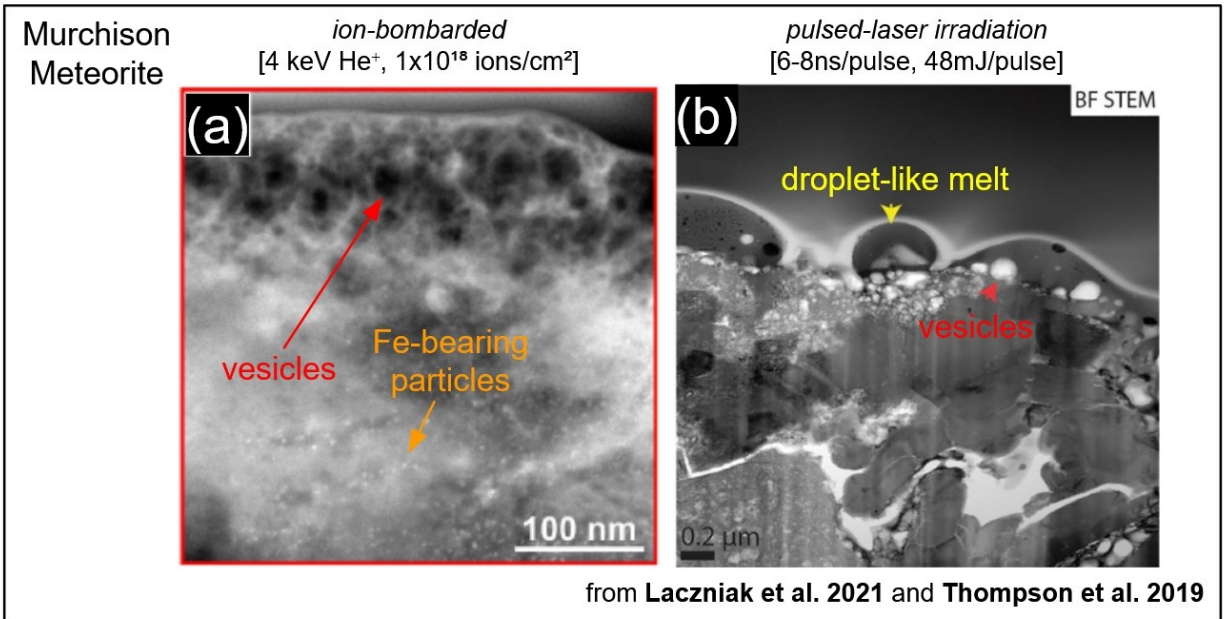 Murchison
Meteorite
ion-bombarded
[4 keV He⁺, 1x10¹⁸ ions/cm²]
pulsed-laser irradiation
[6-8ns/pulse, 48mJ/pulse]
(a)
vesicles
Fe-bearing
particles
100 nm
(b)
BF STEM
droplet-like melt
vesicles
0.2 µm
from Laczniak et al. 2021 and Thompson et al. 2019